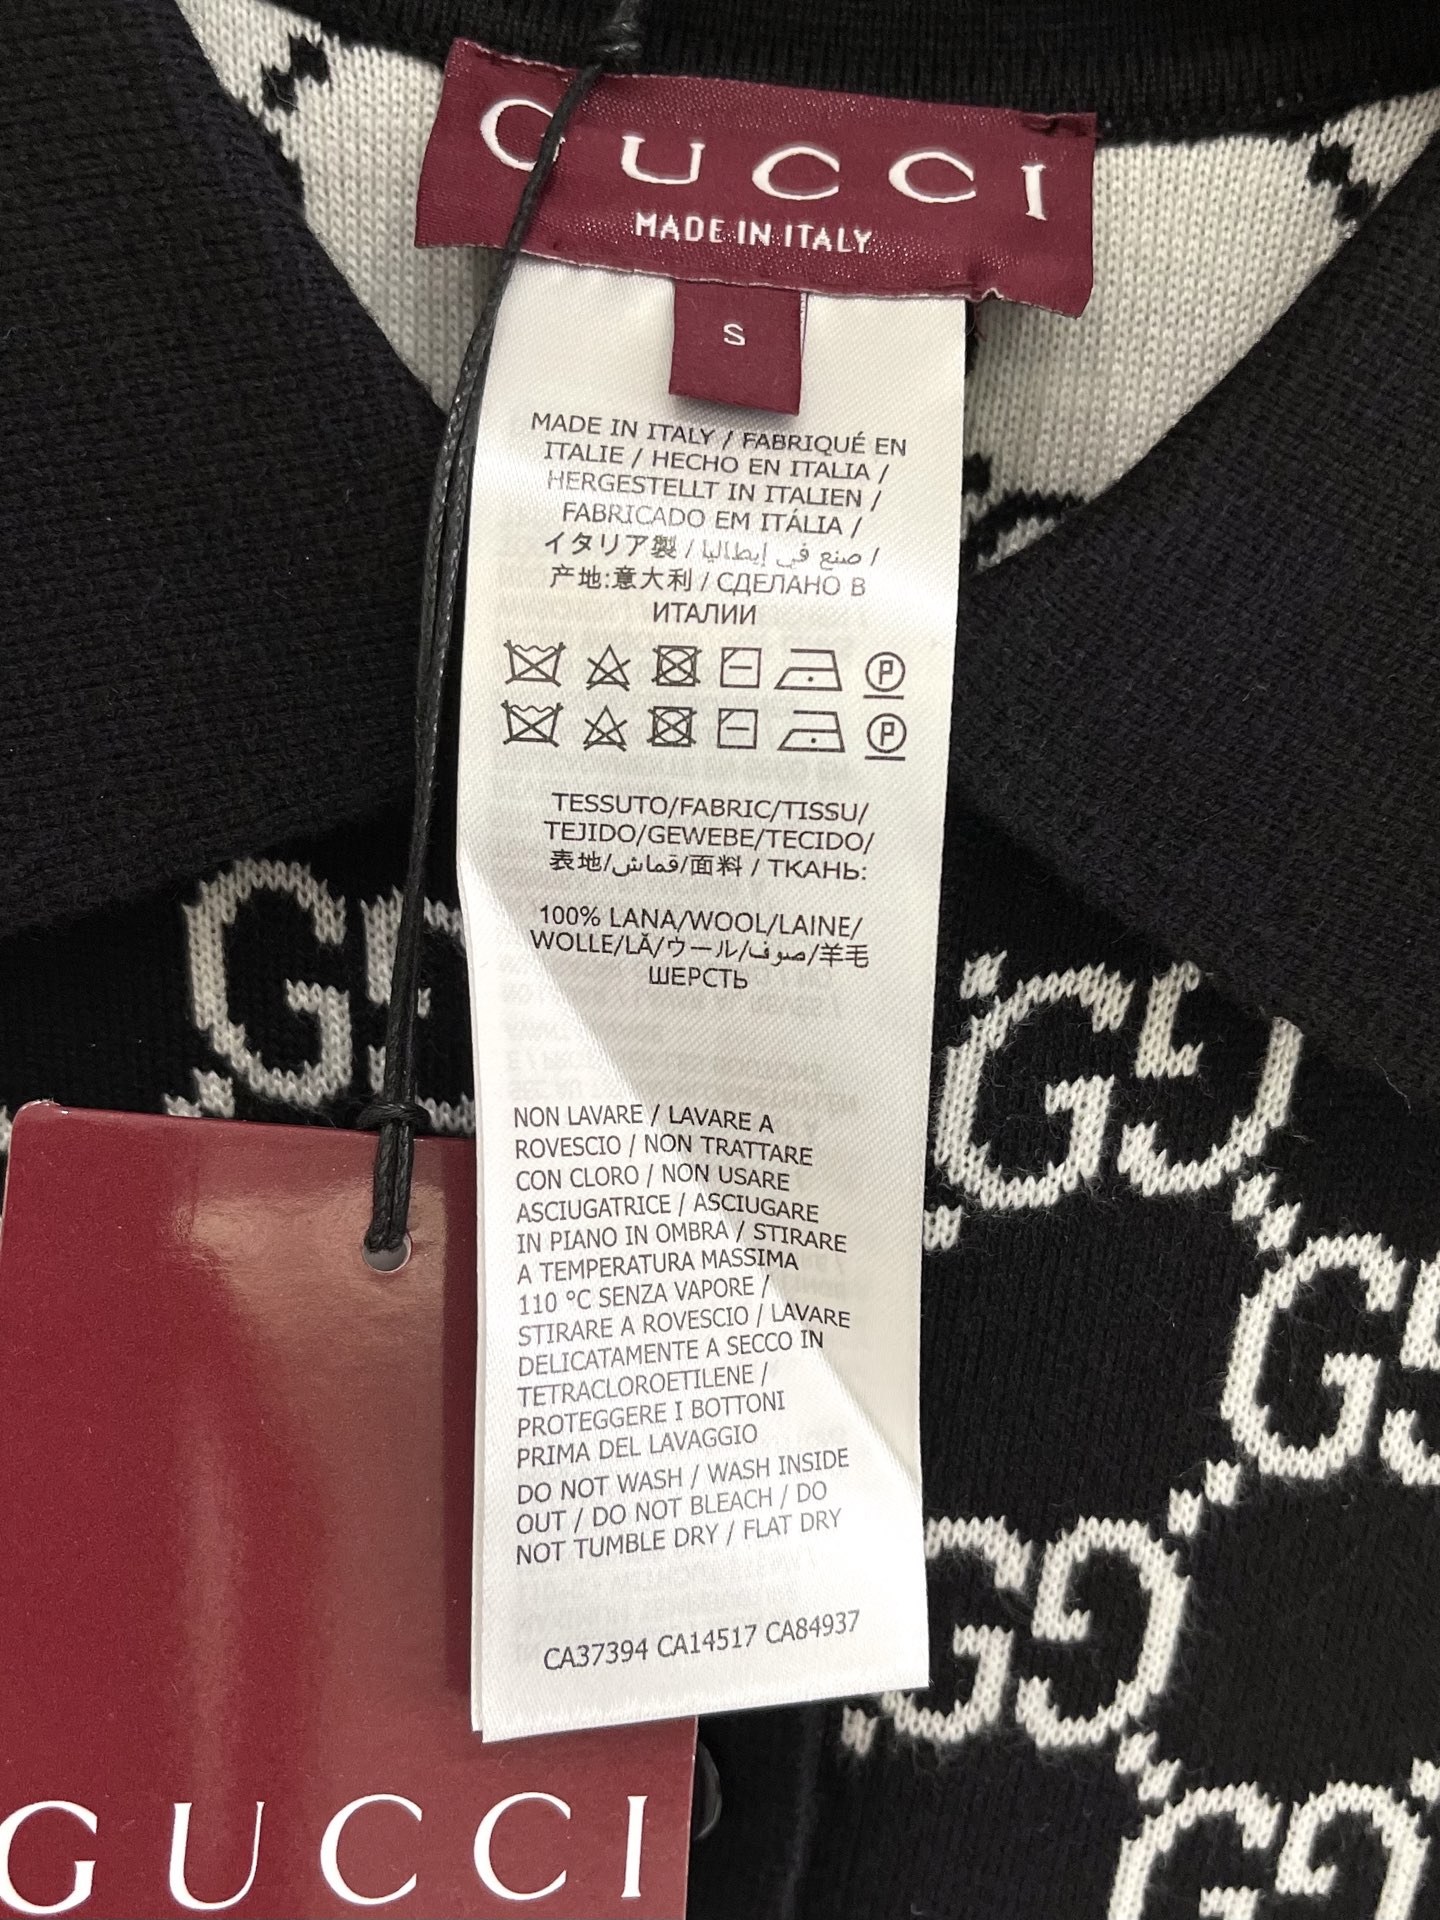 GUCCI
MADE IN ITALY
S
MADE IN ITALY / FABRIQUÉ EN
ITALIE / HECHO EN ITALIA /
HERGESTELLT IN ITALIEN /
FABRICADO EM ITÁLIA /
イタリア製 / صنع في إيطاليا /
产地:意大利 / СДЕЛАНО В
ИТАЛИИ
P
P
TESSUTO/FABRIC/TISSU/
TEJIDO/GEWEBE/TECIDO/
表地/قماش/面料 / ТКАНЬ:
100% LANA/WOOL/LAINE/
WOLLE/LÃ/ウール/صوف/羊毛
ШЕРСТЬ
NON LAVARE / LAVARE A
ROVESCIO / NON TRATTARE
CON CLORO / NON USARE
ASCIUGATRICE / ASCIUGARE
IN PIANO IN OMBRA / STIRARE
A TEMPERATURA MASSIMA
110 °C SENZA VAPORE /
STIRARE A ROVESCIO / LAVARE
DELICATAMENTE A SECCO IN
TETRACLOROETILENE /
PROTEGGERE I BOTTONI
PRIMA DEL LAVAGGIO
DO NOT WASH / WASH INSIDE
OUT / DO NOT BLEACH / DO
NOT TUMBLE DRY / FLAT DRY
CA37394 CA14517 CA84937
GUCCI